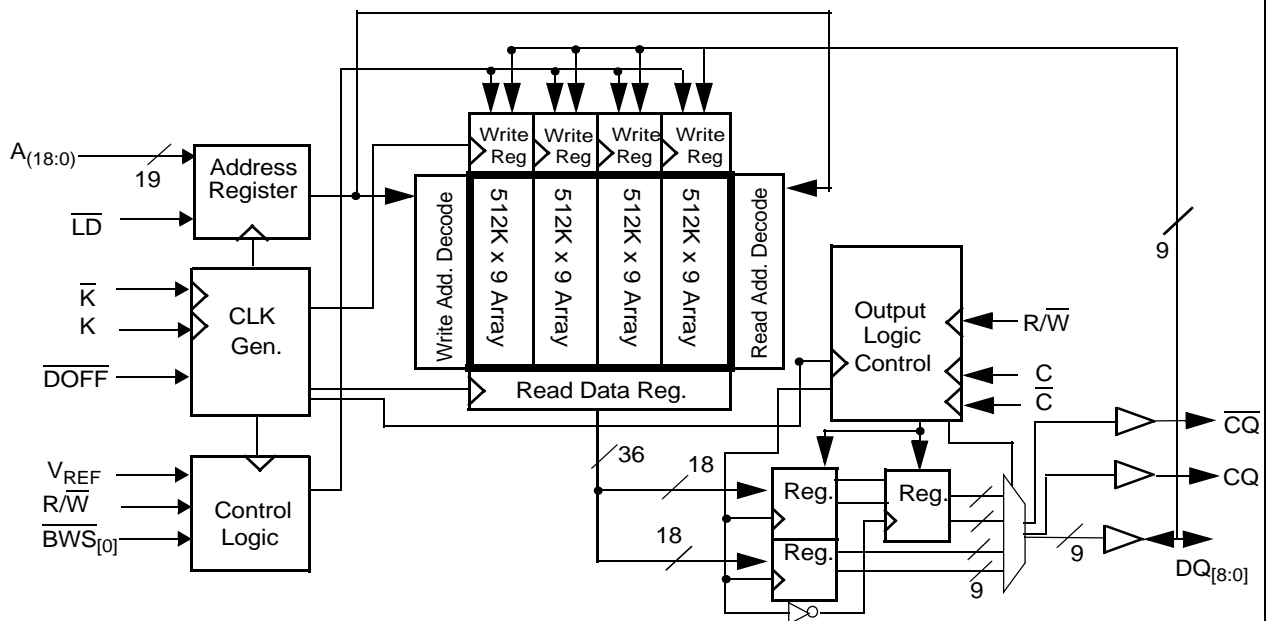 A(18:0)
19
Address
Register
LD
K
K
CLK
Gen.
DOFF
VREF
R/W
BWS[0]
Control
Logic
Write
Reg
Write
Reg
Write
Reg
Write
Reg
Write Add. Decode
512K x 9 Array
512K x 9 Array
512K x 9 Array
512K x 9 Array
Read Add. Decode
Read Data Reg.
36
18
18
Output
Logic
Control
R/W
C
C
Reg.
Reg.
Reg.
9
9
9
CQ
CQ
DQ[8:0]